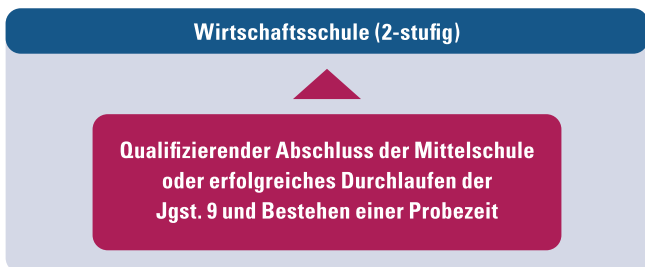 Wirtschaftsschule (2-stufig)
Qualifizierender Abschluss der Mittelschule
oder erfolgreiches Durchlaufen der
Jgst. 9 und Bestehen einer Probezeit